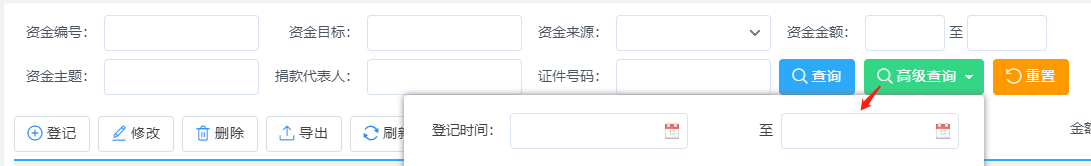 资金编号： 资金目标： 资金来源： 资金金额： 至
资金主题： 捐款代表人： 证件号码： 查询 高级查询 重置
登记 修改 删除 导出 刷新 登记时间： 至 金额